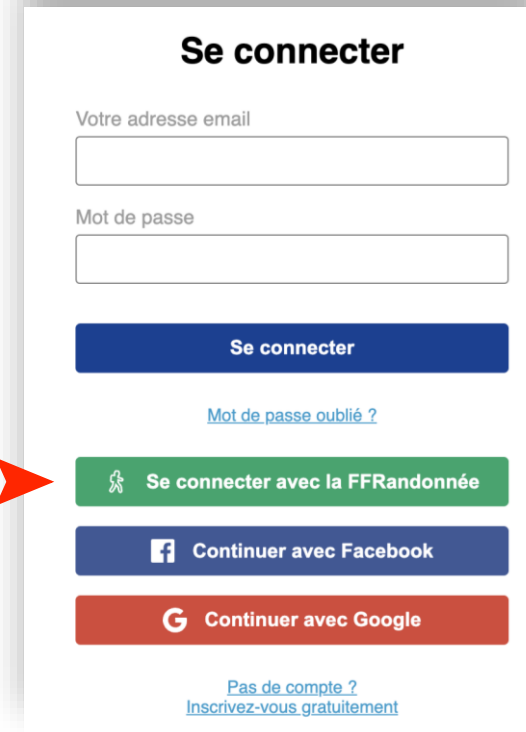 Se connecter
Votre adresse email
Mot de passe
Se connecter
Mot de passe oublié ?
Se connecter avec la FFRandonnée
Continuer avec Facebook
Continuer avec Google
Pas de compte ?
Inscrivez-vous gratuitement